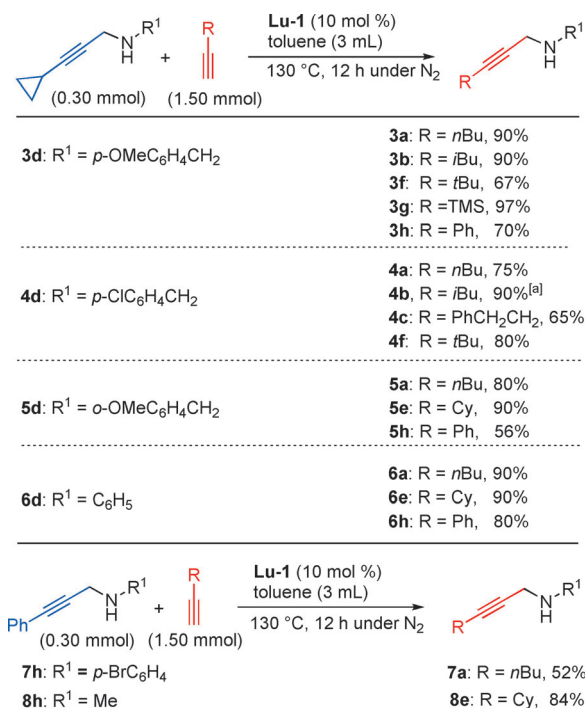 R¹
N
H
+
R
Lu-1 (10 mol %)
toluene (3 mL)
130 °C, 12 h under N₂
R
N
H
R¹
(0.30 mmol) (1.50 mmol)
3d: R¹ = p-OMeC₆H₄CH₂
3a: R = nBu, 90%
3b: R = iBu, 90%
3f: R = tBu, 67%
3g: R =TMS, 97%
3h: R = Ph, 70%
4d: R¹ = p-ClC₆H₄CH₂
4a: R = nBu, 75%
4b, R = iBu, 90%[a]
4c: R = PhCH₂CH₂, 65%
4f: R = tBu, 80%
5d: R¹ = o-OMeC₆H₄CH₂
5a: R = nBu, 80%
5e: R = Cy, 90%
5h: R = Ph, 56%
6d: R¹ = C₆H₅
6a: R = nBu, 90%
6e: R = Cy, 90%
6h: R = Ph, 80%
Ph
N
H
R¹
+
R
Lu-1 (10 mol %)
toluene (3 mL)
130 °C, 12 h under N₂
R
N
H
R¹
(0.30 mmol) (1.50 mmol)
7h: R¹ = p-BrC₆H₄
8h: R¹ = Me
7a: R = nBu, 52%
8e: R = Cy, 84%